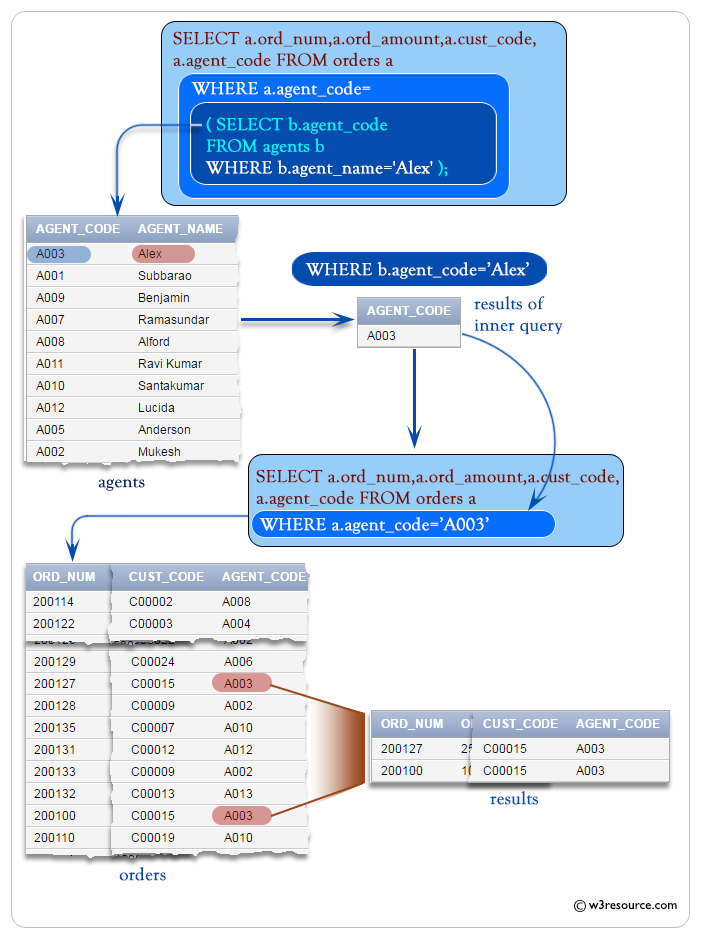 SELECT a.ord_num,a.ord_amount,a.cust_code,
a.agent_code FROM orders a
WHERE a.agent_code=
( SELECT b.agent_code
FROM agents b
WHERE b.agent_name='Alex' );
AGENT_CODE AGENT_NAME
A003 Alex
A001 Subbarao
A009 Benjamin
A007 Ramasundar
A008 Alford
A011 Ravi Kumar
A010 Santakumar
A012 Lucida
A005 Anderson
A002 Mukesh
agents
WHERE b.agent_code=’Alex’
AGENT_CODE
A003
results of
inner query
SELECT a.ord_num,a.ord_amount,a.cust_code,
a.agent_code FROM orders a
WHERE a.agent_code=’A003’
ORD_NUM CUST_CODE AGENT_CODE
200114 C00002 A008
200122 C00003 A004
200129 C00024 A006
200127 C00015 A003
200128 C00009 A002
200135 C00007 A010
200131 C00012 A012
200133 C00009 A002
200132 C00013 A013
200100 C00015 A003
200110 C00019 A010
orders
ORD_NUM CUST_CODE AGENT_CODE
200127 C00015 A003
200100 C00015 A003
results
© w3resource.com